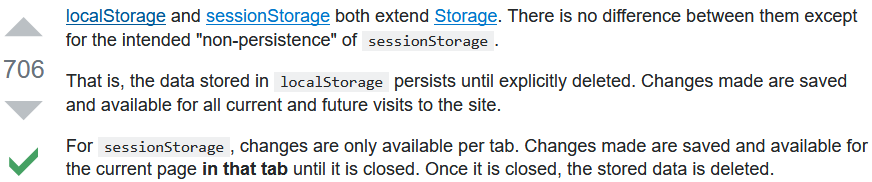 localStorage and sessionStorage both extend Storage. There is no difference between them except
for the intended "non-persistence" of sessionStorage.
706
That is, the data stored in localStorage persists until explicitly deleted. Changes made are saved
and available for all current and future visits to the site.
For sessionStorage, changes are only available per tab. Changes made are saved and available for
the current page in that tab until it is closed. Once it is closed, the stored data is deleted.